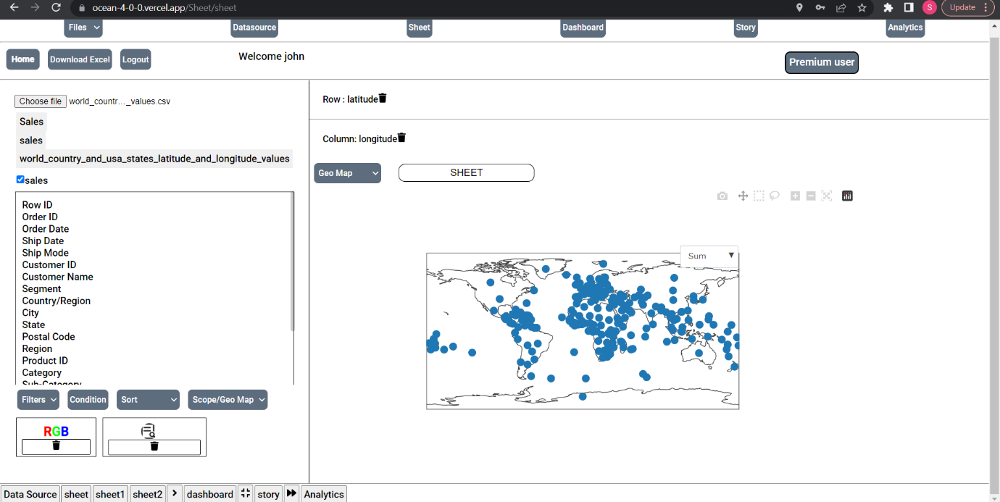 ocean-4-0-0.vercel.app/Sheet/sheet
S
Update
Files
Datasource
Sheet
Dashboard
Story
Analytics
Home
Download Excel
Logout
Welcome john
Premium user
Choose file world_countr..._values.csv
Sales
sales
world_country_and_usa_states_latitude_and_longitude_values
sales
Row ID
Order ID
Order Date
Ship Date
Ship Mode
Customer ID
Customer Name
Segment
Country/Region
City
State
Postal Code
Region
Product ID
Category
Sub-Category
Filters
Condition
Sort
Scope/Geo Map
RGB
Row : latitude
Column: longitude
Geo Map
SHEET
Sum
Data Source
sheet
sheet1
sheet2
dashboard
story
Analytics